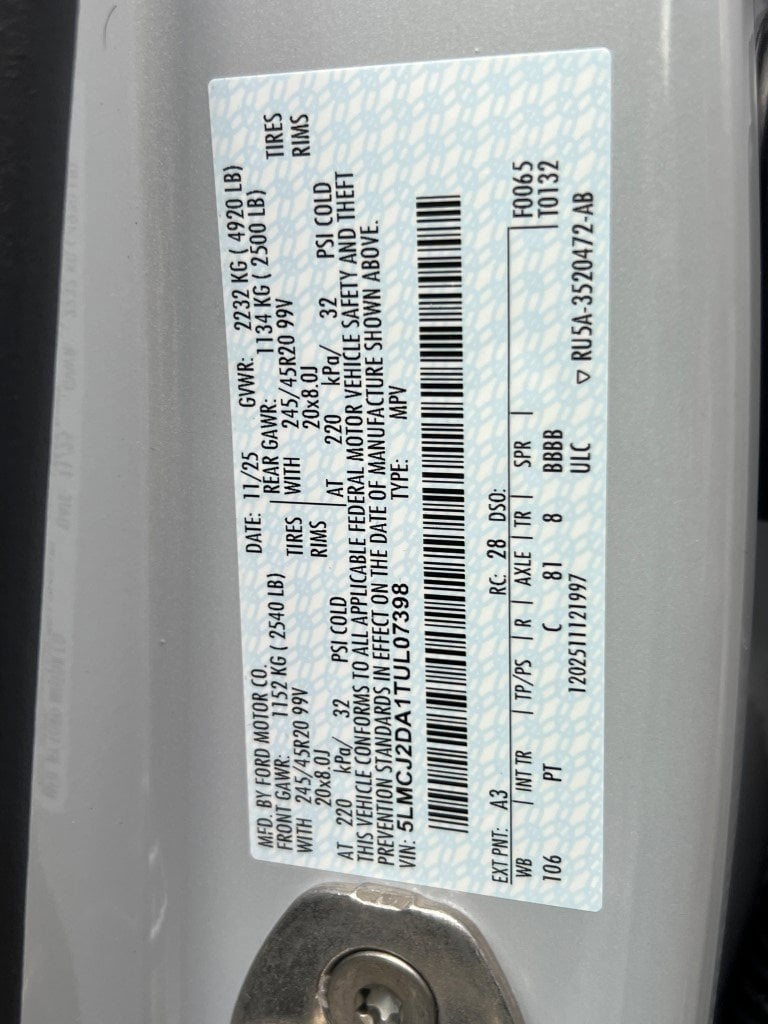 MFD. BY FORD MOTOR CO.
DATE: 11/25 GVWR: 2232 KG ( 4920 LB)
FRONT GAWR: 1152 KG ( 2540 LB)
REAR GAWR: 1134 KG ( 2500 LB)
WITH 245/45R20 99V TIRES
WITH 245/45R20 99V TIRES
20x8.0J RIMS
20x8.0J RIMS
AT 220 kPa/ 32 PSI COLD
AT 220 kPa/ 32 PSI COLD
THIS VEHICLE CONFORMS TO ALL APPLICABLE FEDERAL MOTOR VEHICLE SAFETY AND THEFT
PREVENTION STANDARDS IN EFFECT ON THE DATE OF MANUFACTURE SHOWN ABOVE.
VIN: 5LMCJ2DA1TUL07398 TYPE: MPV
EXT PNT: A3 RC: 28 DSO: F0065
WB INT TR TP/PS R AXLE TR SPR T0132
106 PT C 81 8 BBBB
1202511121997 ULC ▽ RU5A-3520472-AB